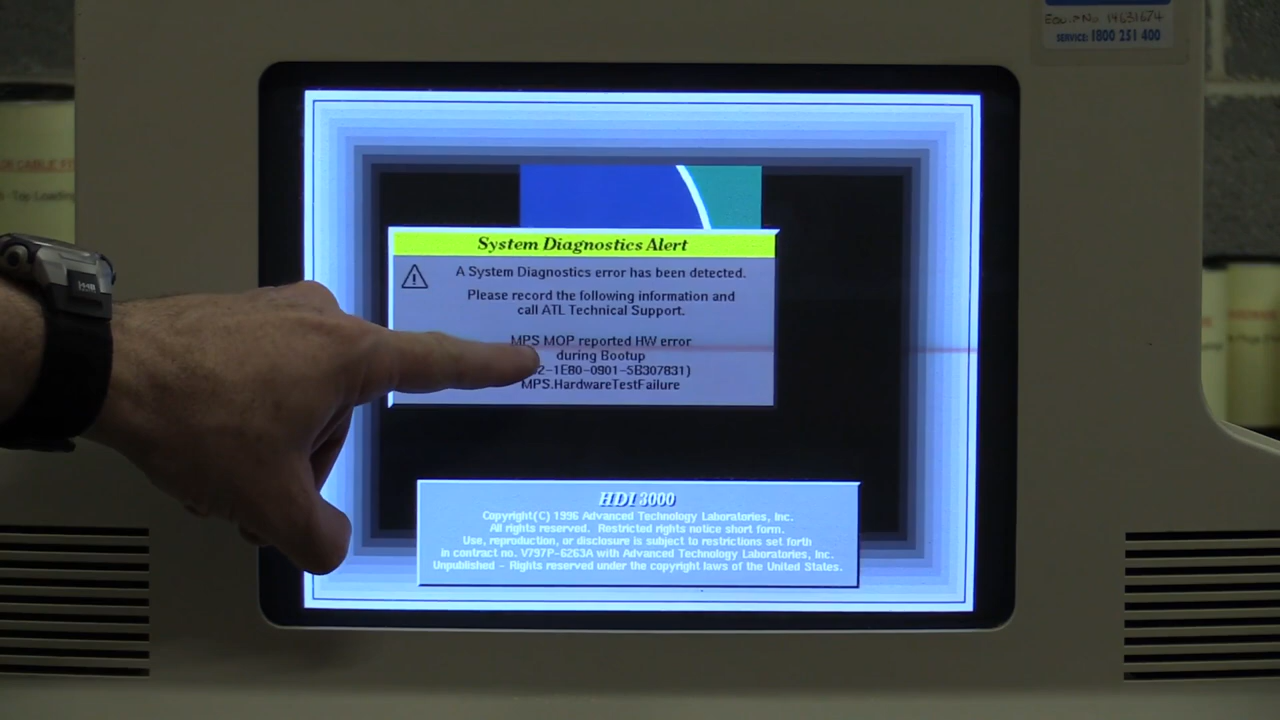 Equip No. 14631674
SERVICE: 1800 251 400
System Diagnostics Alert
A System Diagnostics error has been detected.
Please record the following information and
call ATL Technical Support.
MPS MOP reported HW error
during Bootup
2-1E80-0901-5B307831)
MPS.HardwareTestFailure
HDI 3000
Copyright(C) 1996 Advanced Technology Laboratories, Inc.
All rights reserved. Restricted rights notice short form.
Use, reproduction, or disclosure is subject to restrictions set forth
in contract no. V797P-6263A with Advanced Technology Laboratories, Inc.
Unpublished - Rights reserved under the copyright laws of the United States.
CABLE
-Top Loading